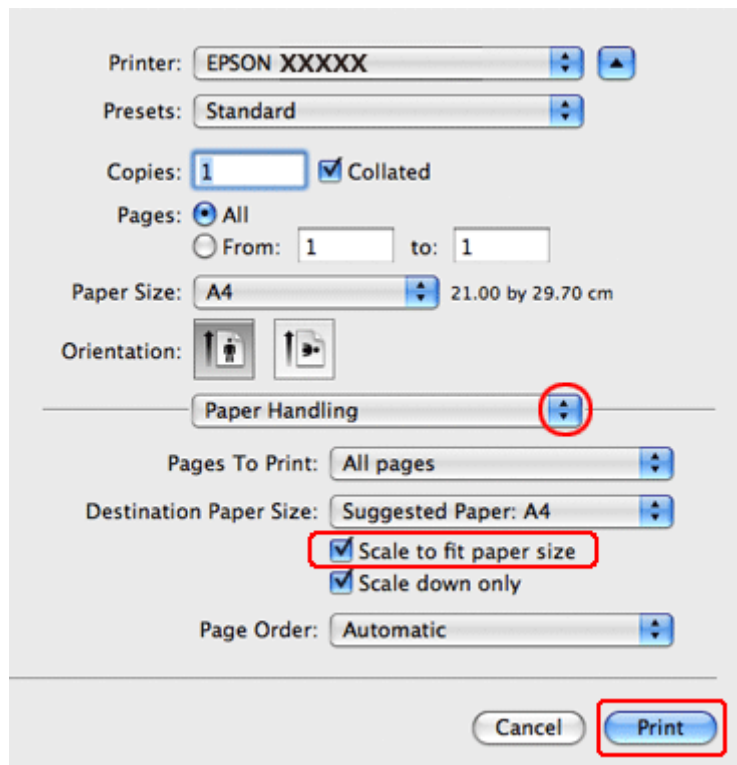 Printer: EPSON XXXXX
Presets: Standard
Copies: 1 Collated
Pages: All
From: 1 to: 1
Paper Size: A4 21.00 by 29.70 cm
Orientation:
Paper Handling
Pages To Print: All pages
Destination Paper Size: Suggested Paper: A4
Scale to fit paper size
Scale down only
Page Order: Automatic
Cancel Print